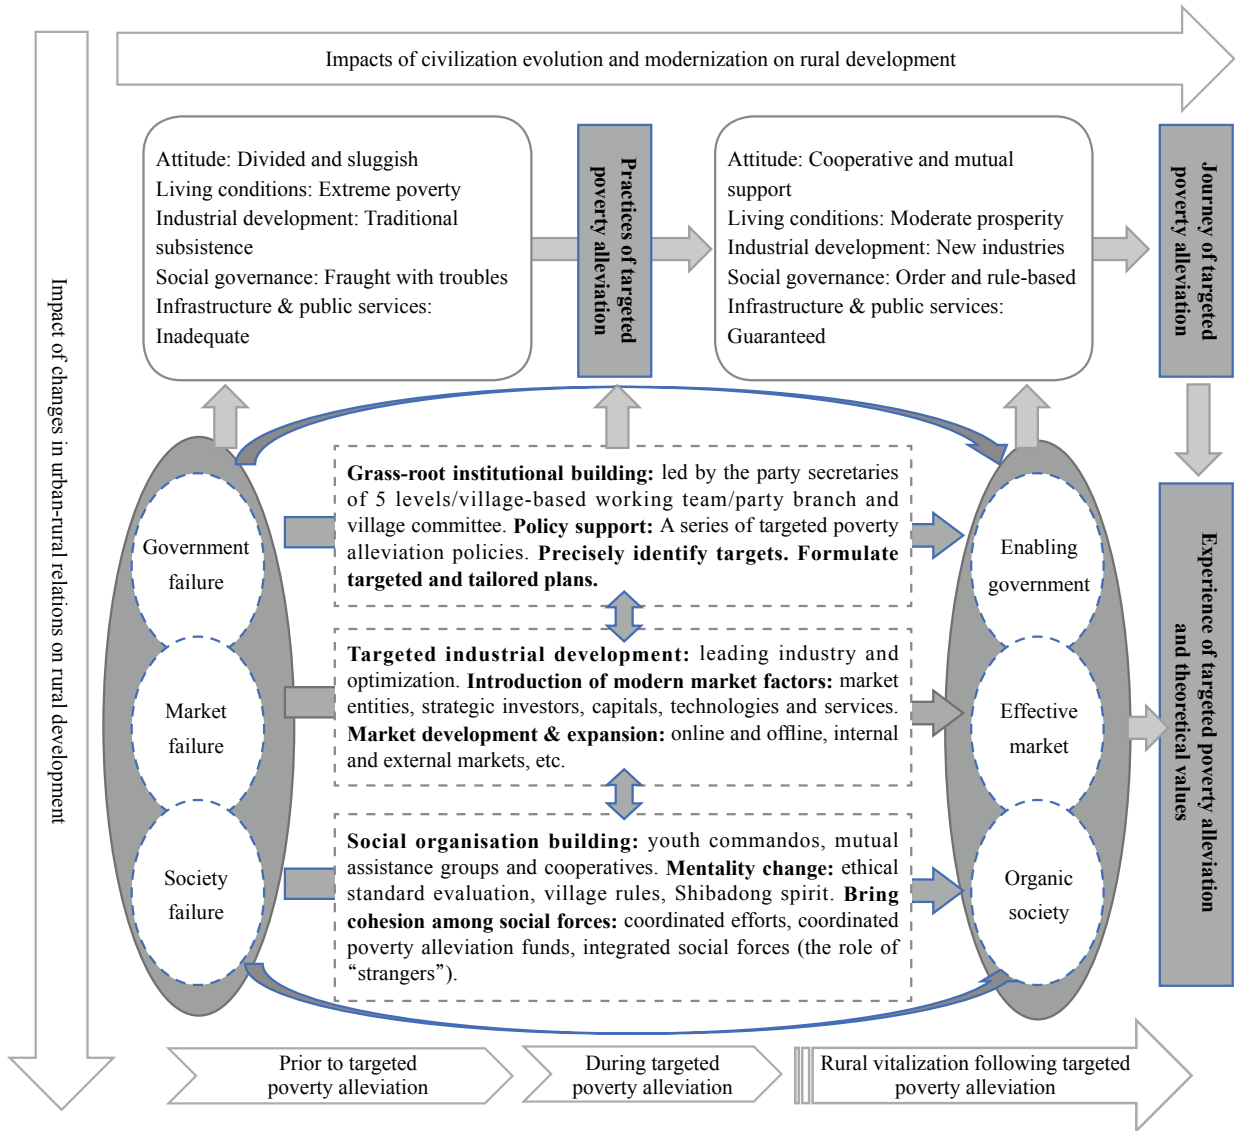 Impacts of civilization evolution and modernization on rural development
Impact of changes in urban-rural relations on rural development
Attitude: Divided and sluggish
Living conditions: Extreme poverty
Industrial development: Traditional
subsistence
Social governance: Fraught with troubles
Infrastructure & public services:
Inadequate
Practices of targeted
poverty alleviation
Attitude: Cooperative and mutual
support
Living conditions: Moderate prosperity
Industrial development: New industries
Social governance: Order and rule-based
Infrastructure & public services:
Guaranteed
Journey of targeted
poverty alleviation
Government
failure
Market
failure
Society
failure
Grass-root institutional building: led by the party secretaries
of 5 levels/village-based working team/party branch and
village committee. Policy support: A series of targeted poverty
alleviation policies. Precisely identify targets. Formulate
targeted and tailored plans.
Targeted industrial development: leading industry and
optimization. Introduction of modern market factors: market
entities, strategic investors, capitals, technologies and services.
Market development & expansion: online and offline, internal
and external markets, etc.
Social organisation building: youth commandos, mutual
assistance groups and cooperatives. Mentality change: ethical
standard evaluation, village rules, Shibadong spirit. Bring
cohesion among social forces: coordinated efforts, coordinated
poverty alleviation funds, integrated social forces (the role of
“strangers”).
Enabling
government
Effective
market
Organic
society
Experience of targeted poverty alleviation
and theoretical values
Prior to targeted
poverty alleviation
During targeted
poverty alleviation
Rural vitalization following targeted
poverty alleviation